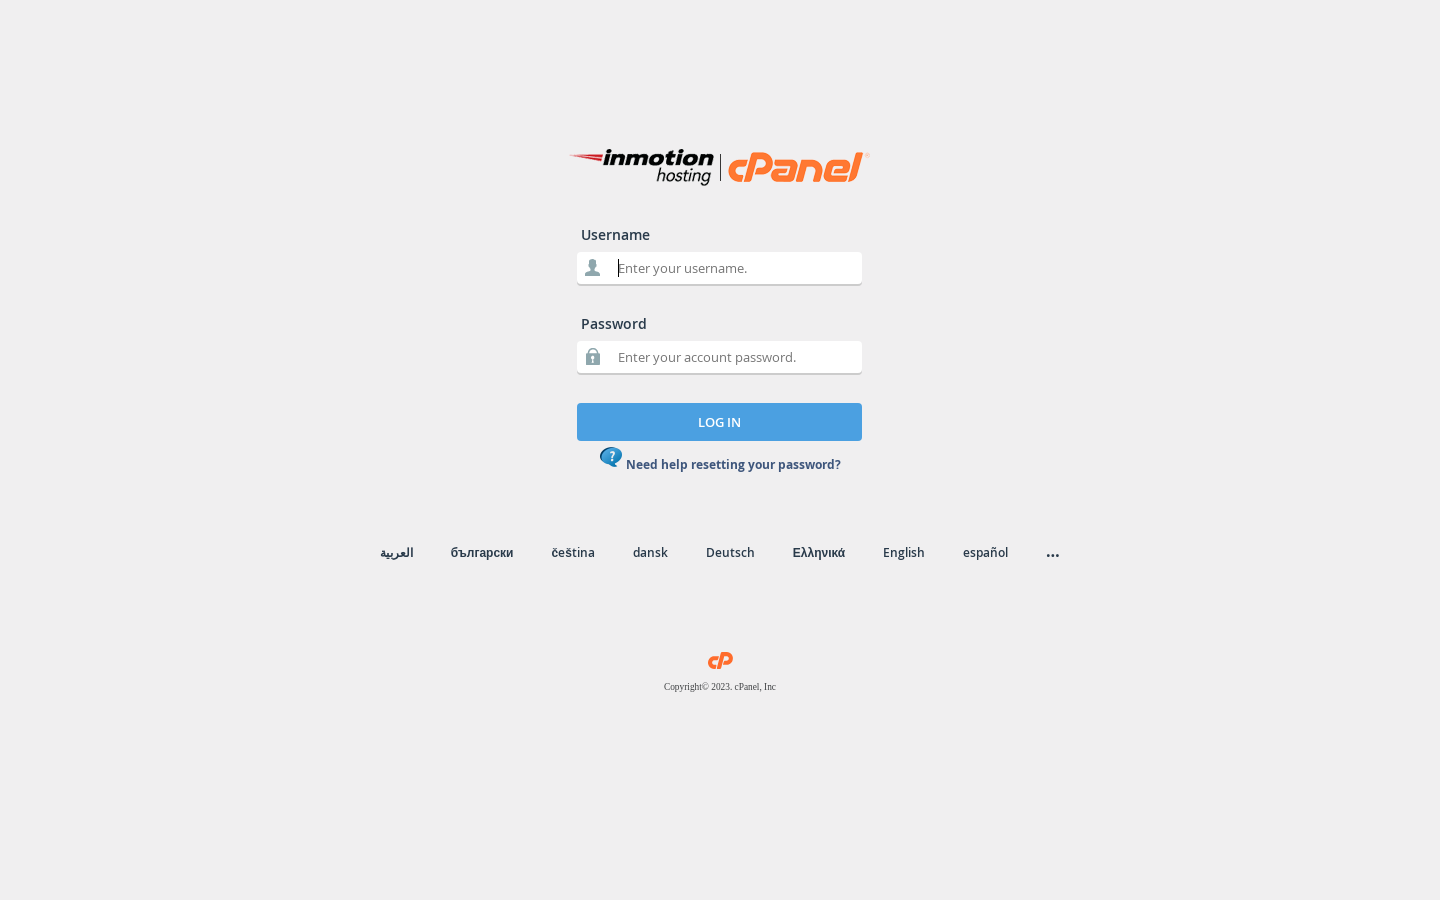 inmotion hosting | cPanel®
Username
Enter your username.
Password
Enter your account password.
LOG IN
? Need help resetting your password?
العربية български čeština dansk Deutsch Ελληνικά English español ...
cP
Copyright© 2023. cPanel, Inc